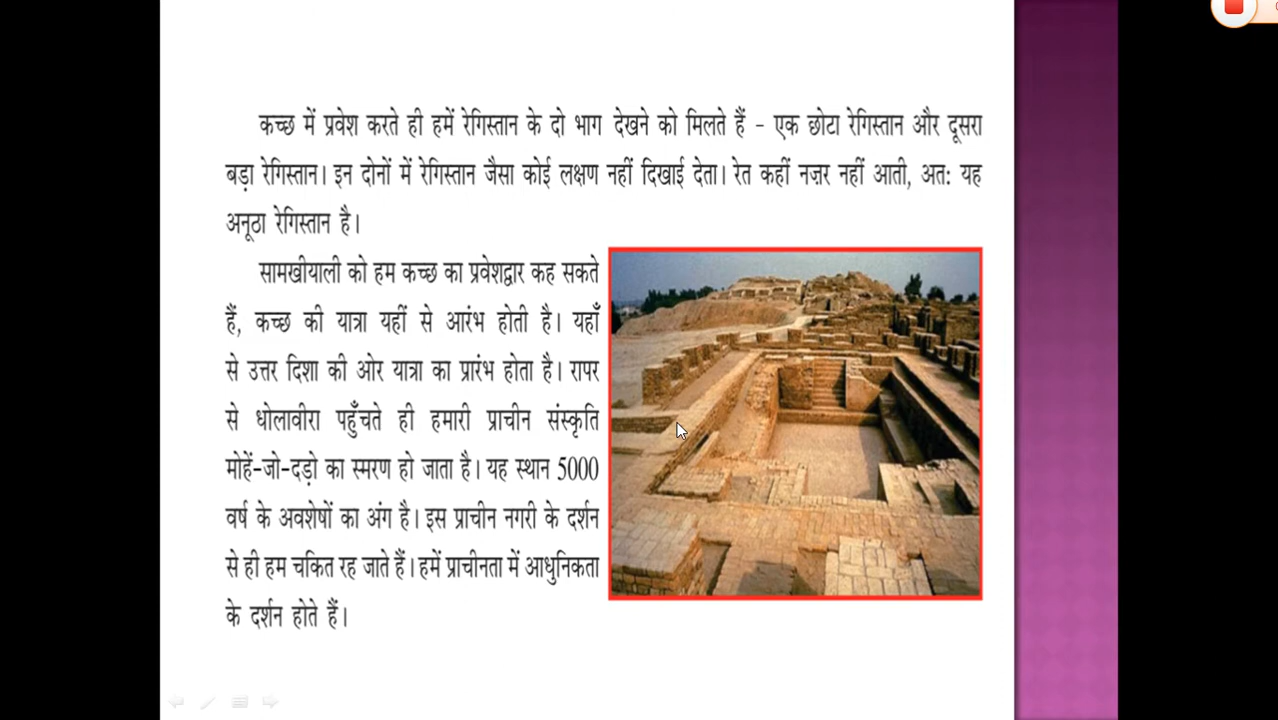 कच्छ में प्रवेश करते ही हमें रेगिस्तान के दो भाग देखने को मिलते हैं - एक छोटा रेगिस्तान और दूसरा
बड़ा रेगिस्तान। इन दोनों में रेगिस्तान जैसा कोई लक्षण नहीं दिखाई देता। रेत कहीं नज़र नहीं आती, अतः यह
अनूठा रेगिस्तान है।
सामखीयाली को हम कच्छ का प्रवेशद्वार कह सकते
हैं, कच्छ की यात्रा यहीं से आरंभ होती है। यहाँ
से उत्तर दिशा की ओर यात्रा का प्रारंभ होता है। रापर
से धोलावीरा पहुँचते ही हमारी प्राचीन संस्कृति
मोहें-जो-दड़ो का स्मरण हो जाता है। यह स्थान 5000
वर्ष के अवशेषों का अंग है। इस प्राचीन नगरी के दर्शन
से ही हम चकित रह जाते हैं। हमें प्राचीनता में आधुनिकता
के दर्शन होते हैं।